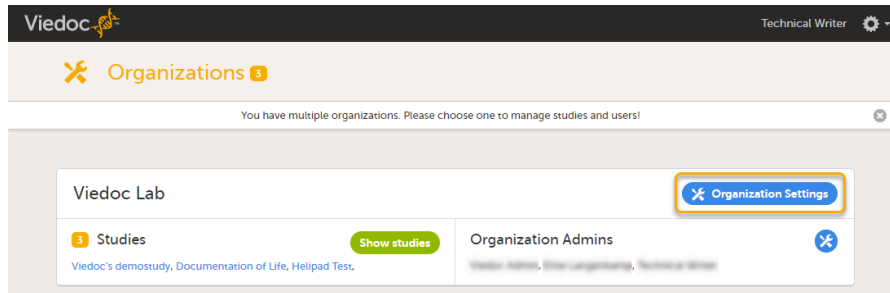 Viedoc™
Technical Writer
Organizations 3
You have multiple organizations. Please choose one to manage studies and users!
Viedoc Lab
Organization Settings
3 Studies
Show studies
Organization Admins
Viedoc's demostudy, Documentation of Life, Helipad Test,